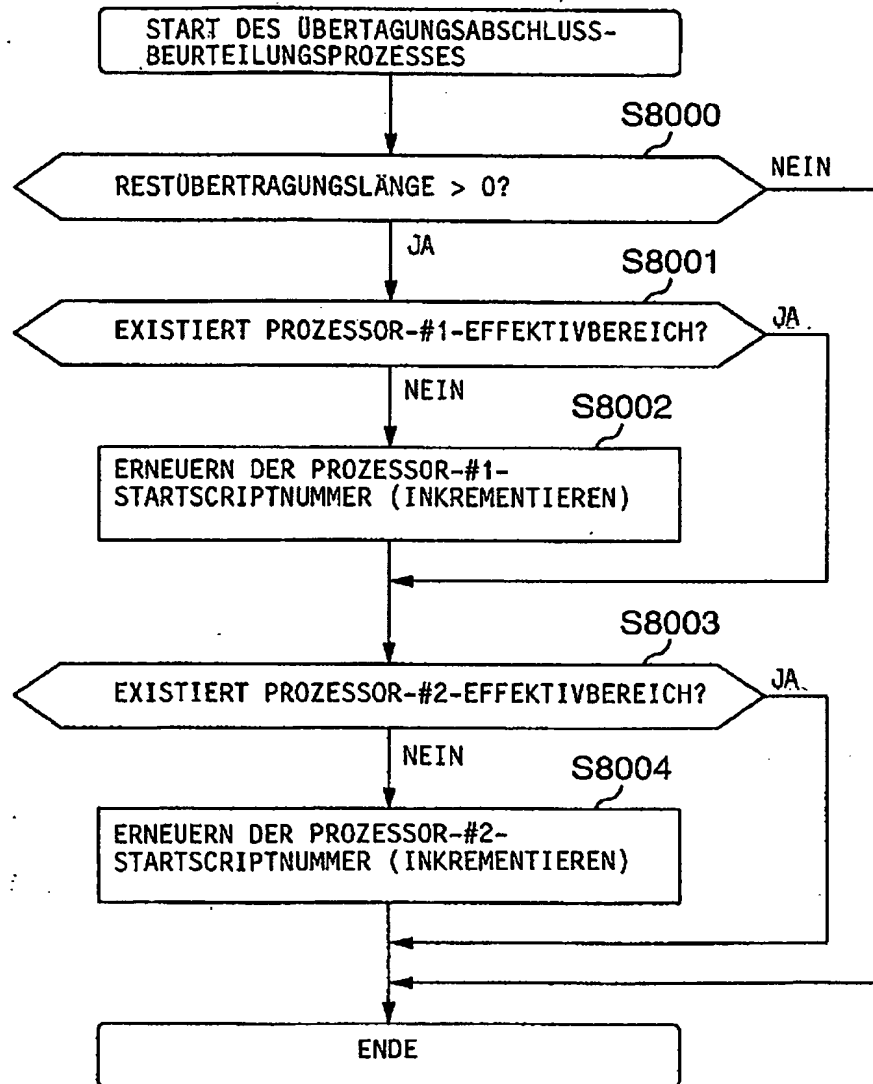 START DES ÜBERTAGUNGSABSCHLUSS-
BEURTEILUNGSPROZESSES
S8000
RESTÜBERTRAGUNGSLÄNGE > 0?
NEIN
JA
S8001
EXISTIERT PROZESSOR-#1-EFFEKTIVBEREICH?
JA
NEIN
S8002
ERNEUERN DER PROZESSOR-#1-
STARTSCRIPTNUMMER (INKREMENTIEREN)
S8003
EXISTIERT PROZESSOR-#2-EFFEKTIVBEREICH?
JA
NEIN
S8004
ERNEUERN DER PROZESSOR-#2-
STARTSCRIPTNUMMER (INKREMENTIEREN)
ENDE